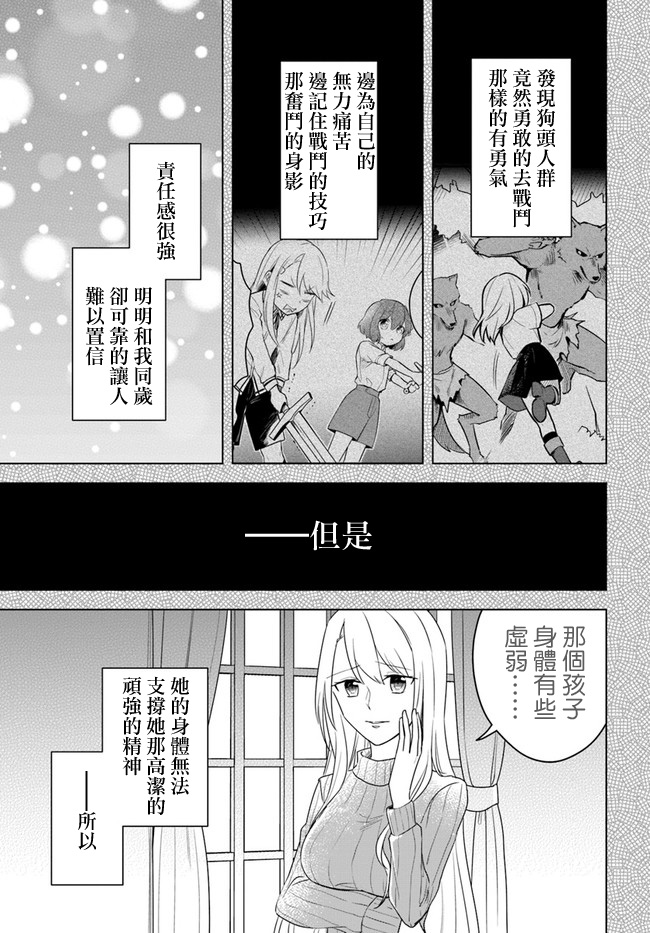 發現狗頭人群
竟然勇敢的去戰鬥
那樣的有勇氣
邊為自己的
無力痛苦
邊記住戰鬥的技巧
那奮鬥的身影
責任感很強
明明和我同歲
卻可靠的讓人
難以置信
——但是
那個孩子
身體有些
虛弱……
她的身體無法
支撐她那高潔的
頑強的精神
——所以